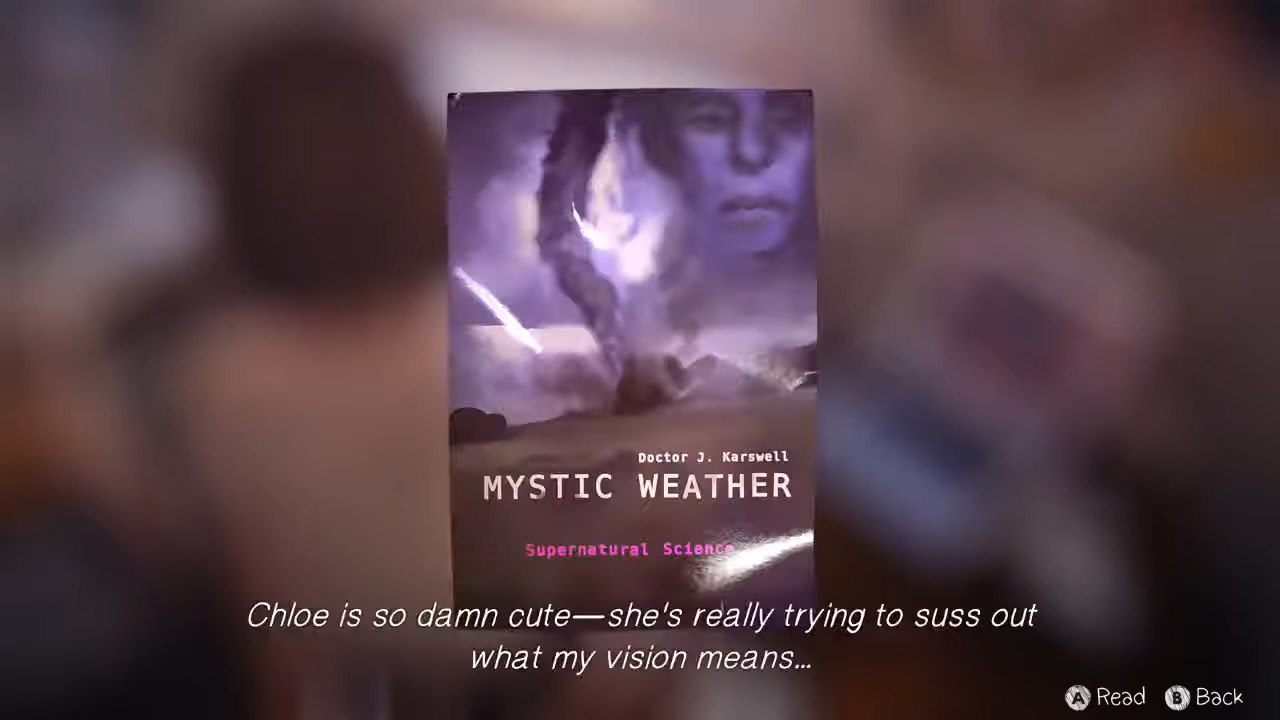 Doctor J. Karswell
MYSTIC WEATHER
Supernatural Science
Chloe is so damn cute—she's really trying to suss out
what my vision means...
A Read B Back